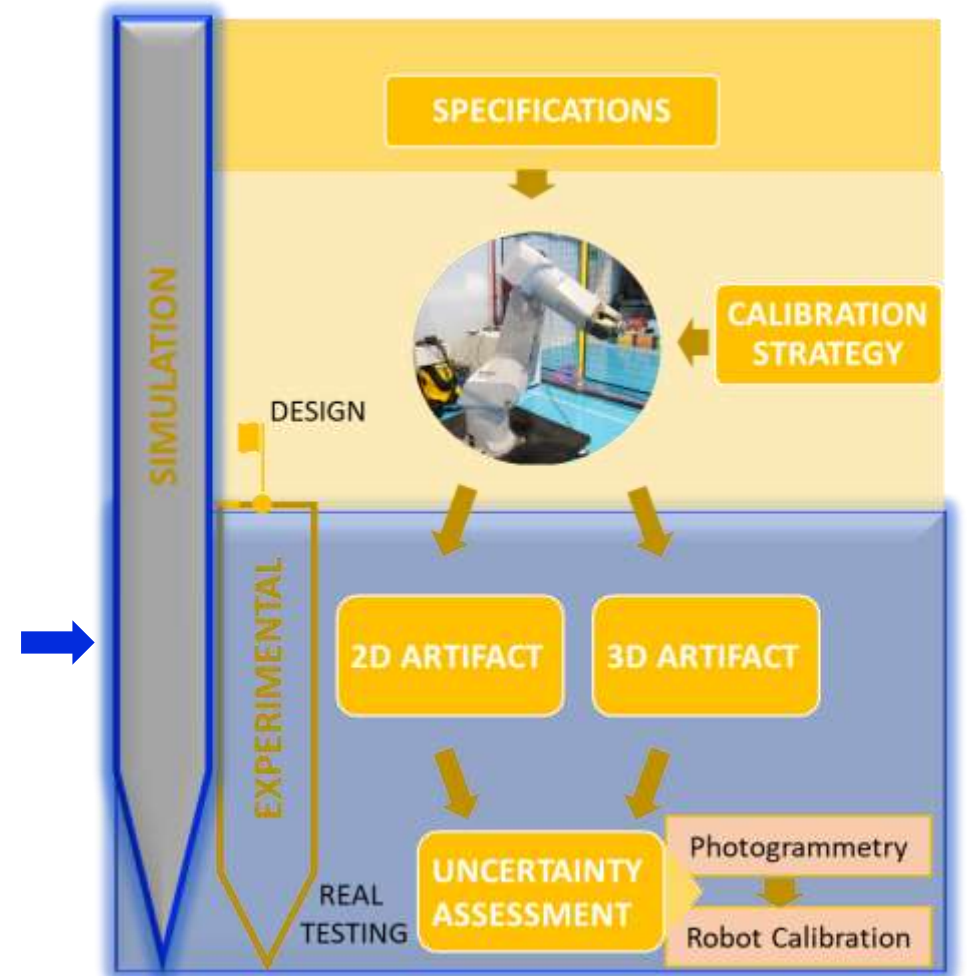 SPECIFICATIONS
CALIBRATION
STRATEGY
SIMULATION
DESIGN
EXPERIMENTAL
2D ARTIFACT
3D ARTIFACT
UNCERTAINTY
ASSESSMENT
Photogrammetry
Robot Calibration
REAL
TESTING